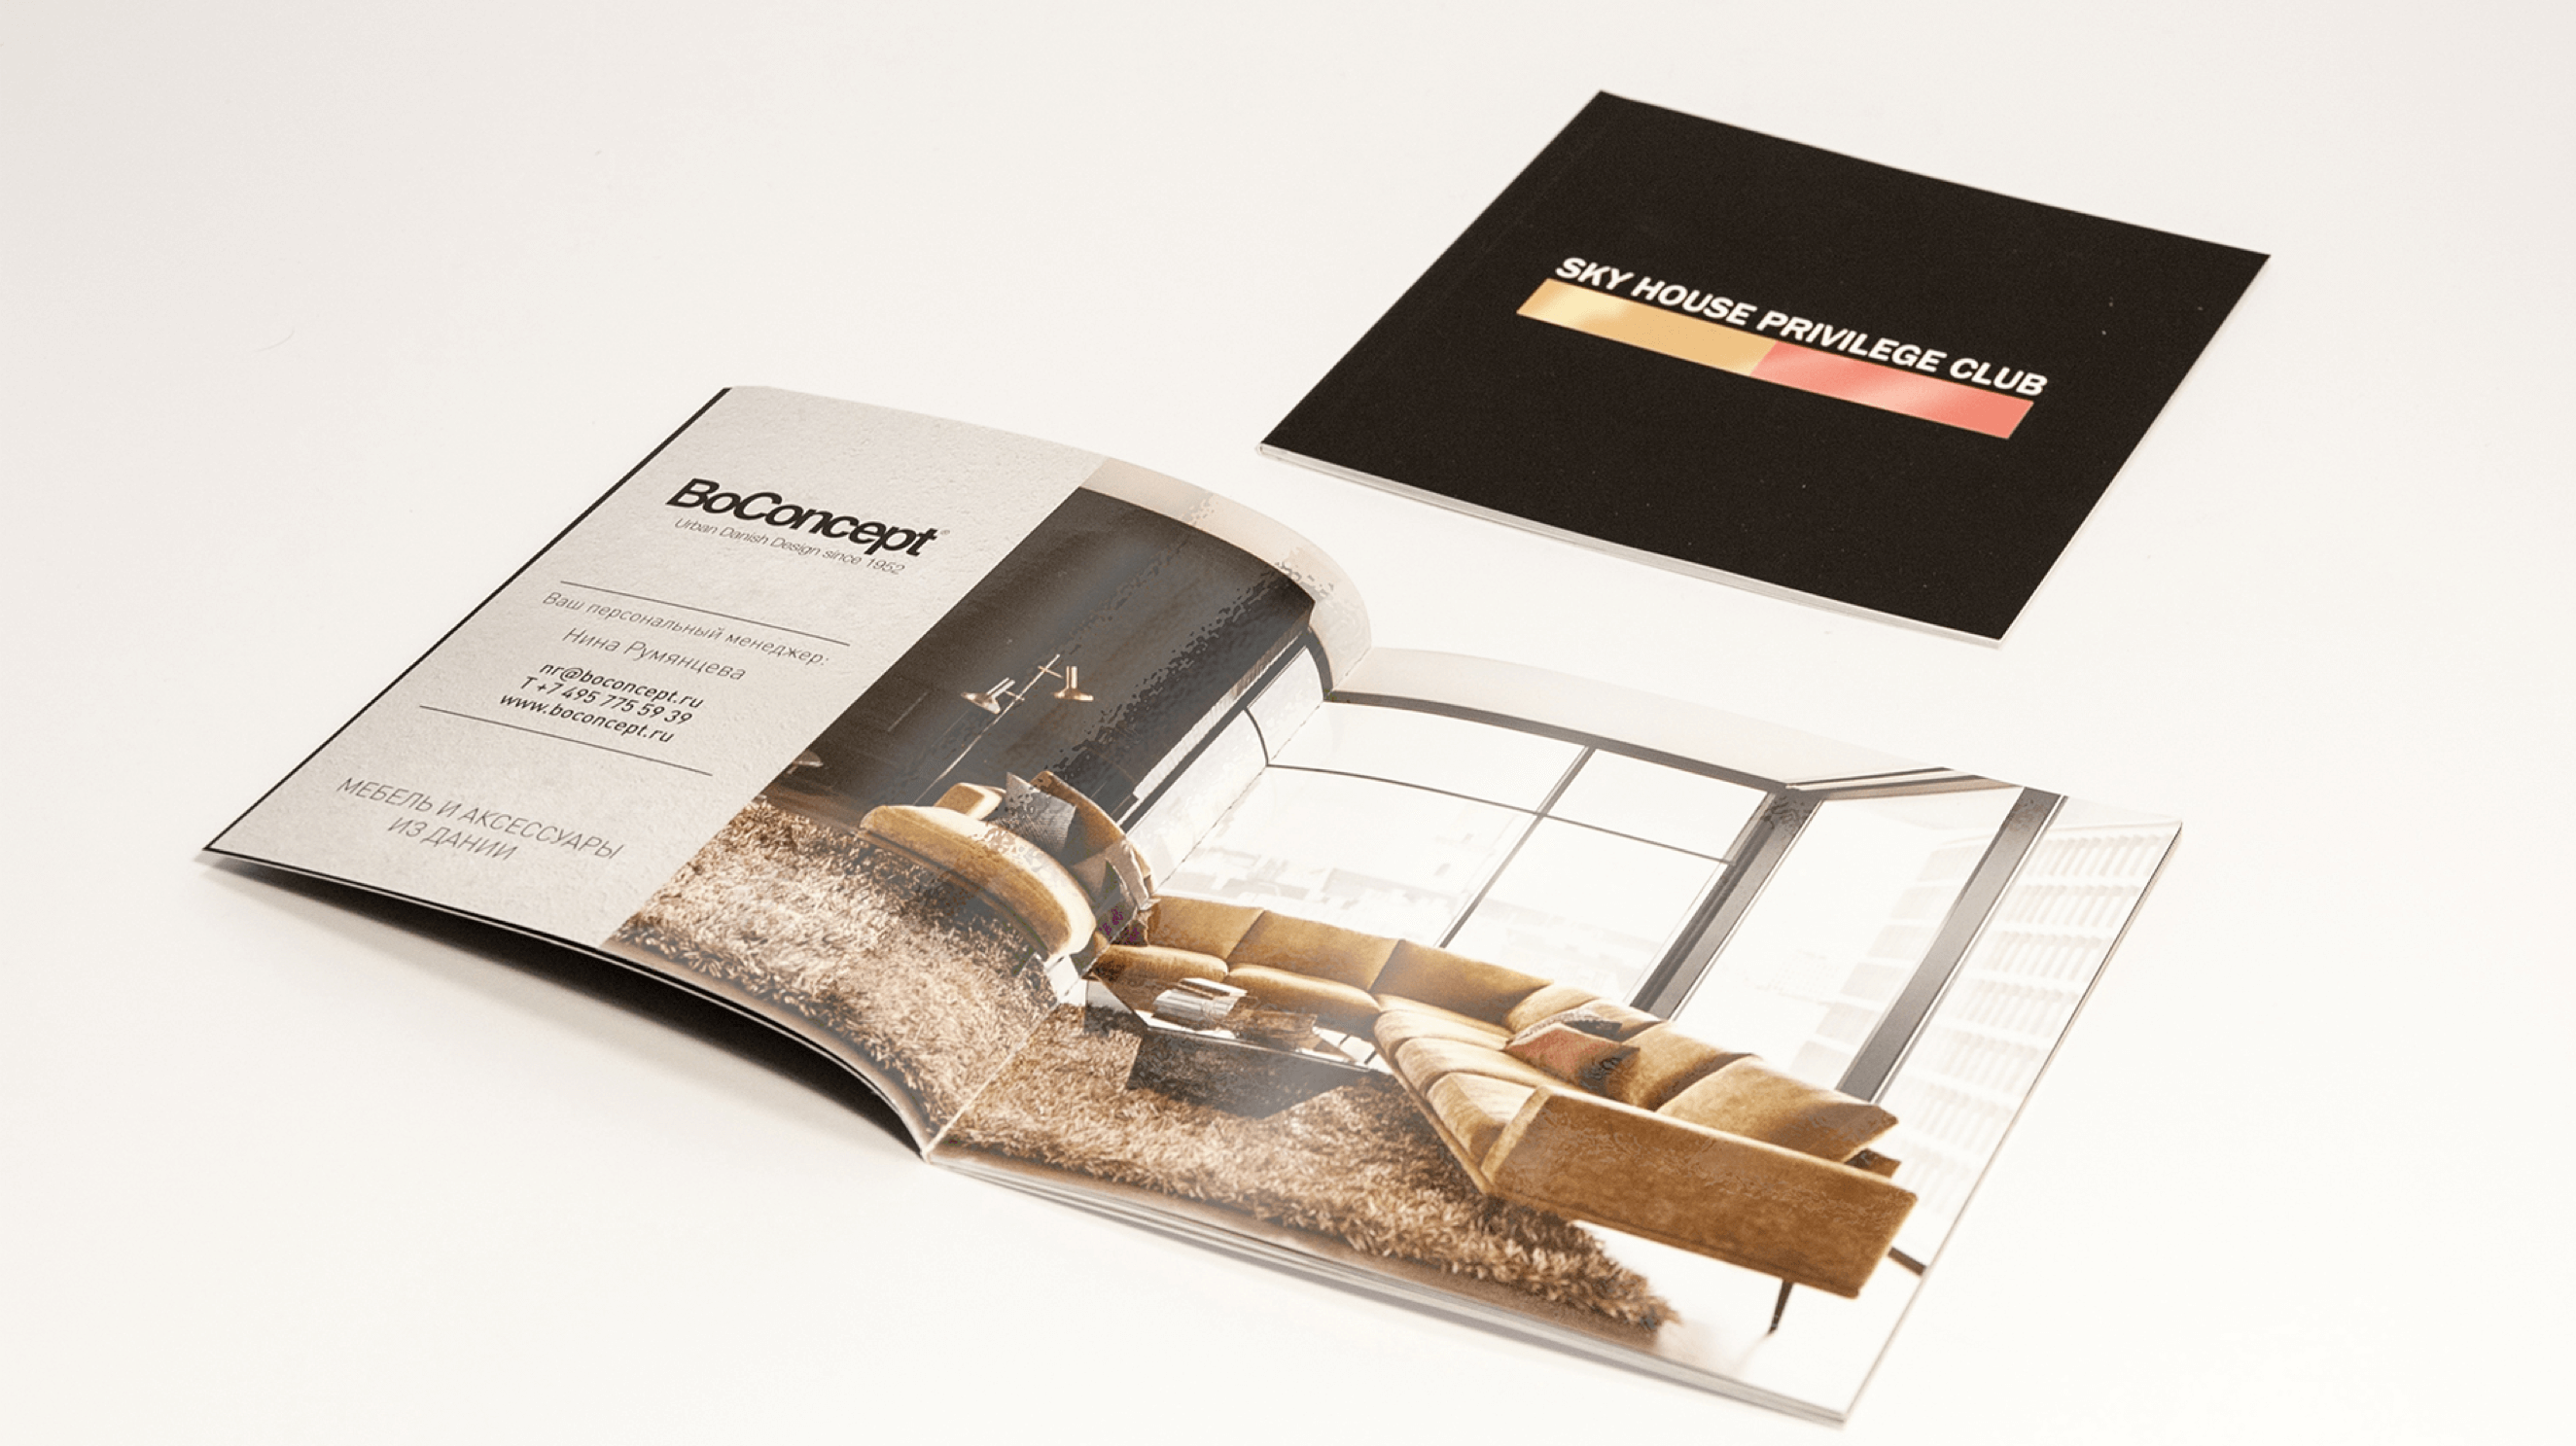 SKY HOUSE PRIVILEGE CLUB
BoConcept®
Urban Danish Design since 1952
Ваш персональный менеджер:
Нина Румянцева
nr@boconcept.ru
T +7 495 775 59 39
www.boconcept.ru
МЕБЕЛЬ И АКСЕССУАРЫ
ИЗ ДАНИИ